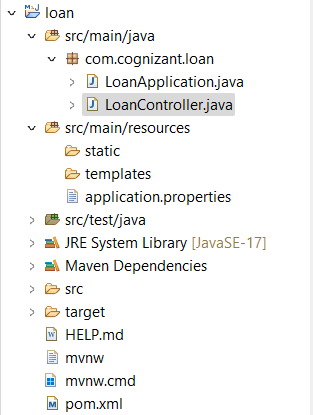 loan
src/main/java
com.cognizant.loan
LoanApplication.java
LoanController.java
src/main/resources
static
templates
application.properties
src/test/java
JRE System Library [JavaSE-17]
Maven Dependencies
src
target
HELP.md
mvnw
mvnw.cmd
pom.xml